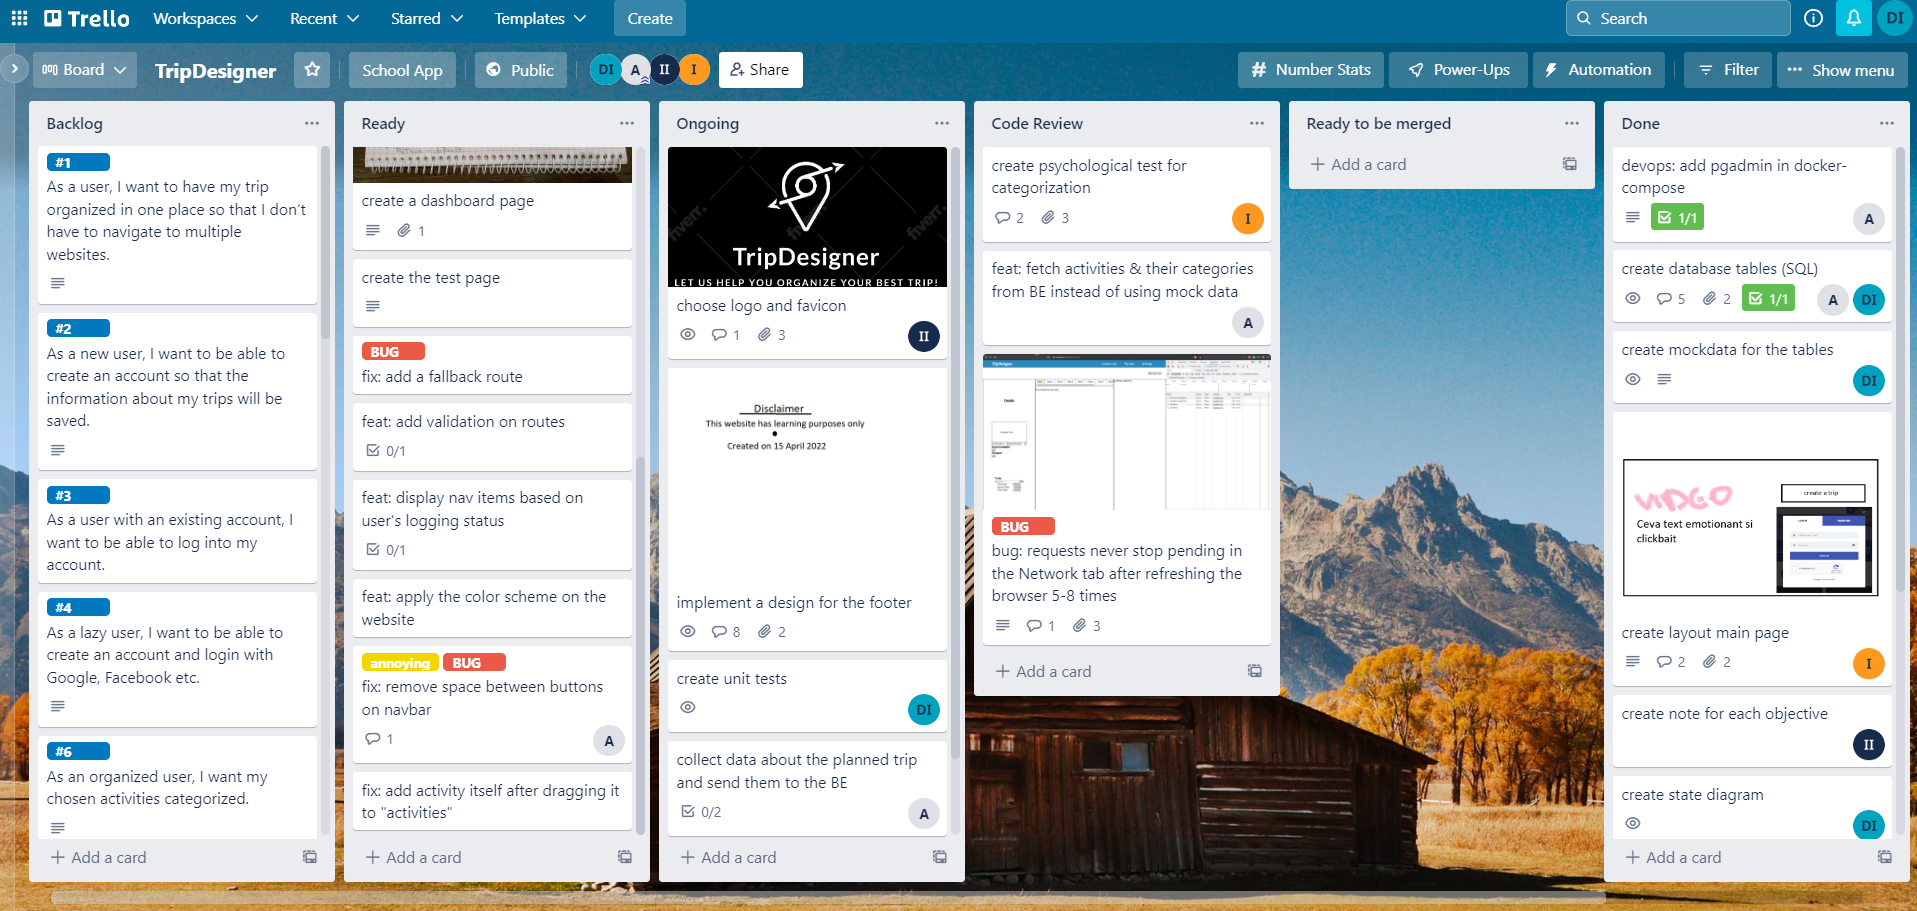 Trello
Workspaces
Recent
Starred
Templates
Create
Search
DI
Board
TripDesigner
School App
Public
DI
A
II
I
Share
Number Stats
Power-Ups
Automation
Filter
Show menu
Backlog
#1
As a user, I want to have my trip
organized in one place so that I don't
have to navigate to multiple
websites.
#2
As a new user, I want to be able to
create an account so that the
information about my trips will be
saved.
#3
As a user with an existing account, I
want to be able to log into my
account.
#4
As a lazy user, I want to be able to
create an account and login with
Google, Facebook etc.
#6
As an organized user, I want my
chosen activities categorized.
+ Add a card
Ready
create a dashboard page
1
create the test page
BUG
fix: add a fallback route
feat: add validation on routes
0/1
feat: display nav items based on
user's logging status
0/1
feat: apply the color scheme on the
website
annoying BUG
fix: remove space between buttons
on navbar
1
A
fix: add activity itself after dragging it
to "activities"
+ Add a card
Ongoing
fiverr.
fiverr.
TripDesigner
LET US HELP YOU ORGANIZE YOUR BEST TRIP!
choose logo and favicon
1 3
II
Disclaimer
This website has learning purposes only
Created on 15 April 2022
implement a design for the footer
8 2
create unit tests
DI
collect data about the planned trip
and send them to the BE
0/2
A
+ Add a card
Code Review
create psychological test for
categorization
2 3
I
feat: fetch activities & their categories
from BE instead of using mock data
A
BUG
bug: requests never stop pending in
the Network tab after refreshing the
browser 5-8 times
1 3
+ Add a card
Ready to be merged
+ Add a card
Done
devops: add pgadmin in docker-
compose
1/1
A
create database tables (SQL)
5 2 1/1
A DI
create mockdata for the tables
DI
VIDEO
create a trip
Ceva text emotionant si
clickbait
create layout main page
2 2
I
create note for each objective
II
create state diagram
DI
+ Add a card